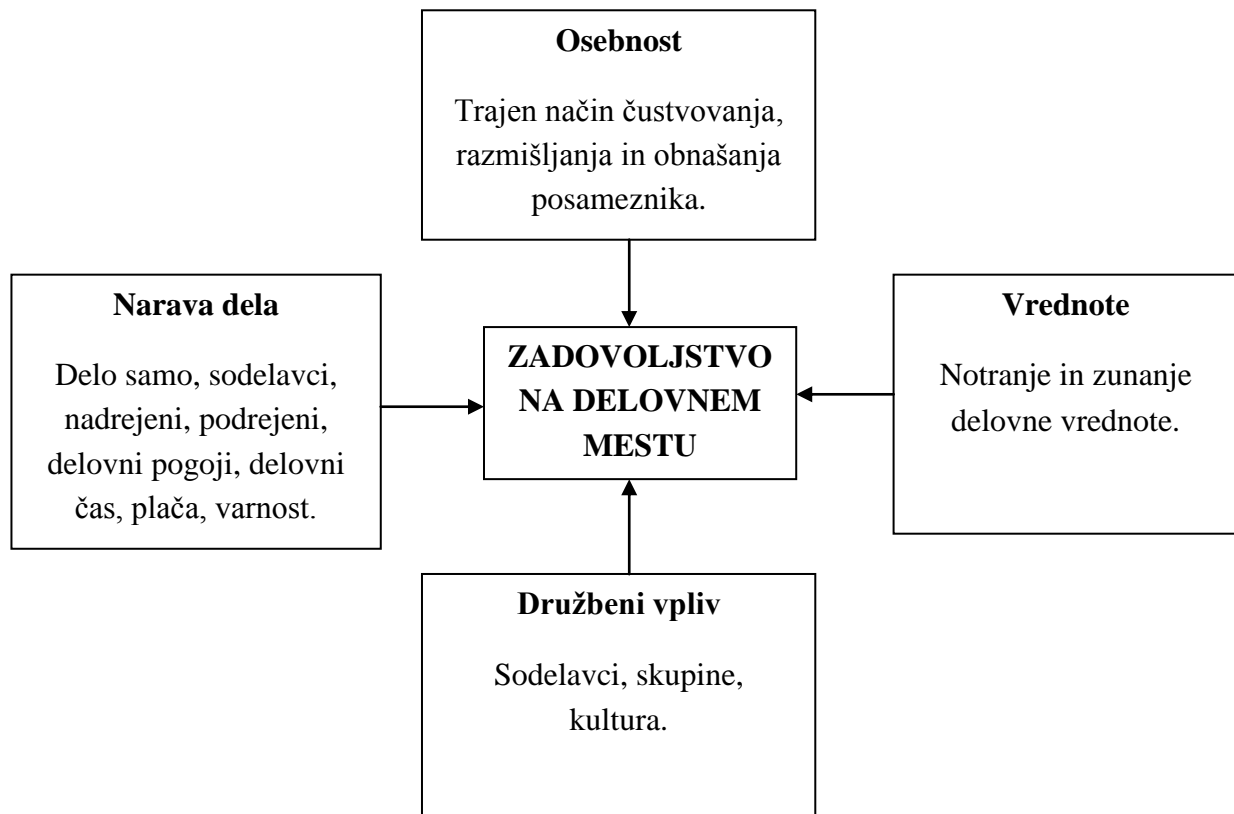 Osebnost
Trajen način čustvovanja,
razmišljanja in obnašanja
posameznika.
Narava dela
Delo samo, sodelavci,
nadrejeni, podrejeni,
delovni pogoji, delovni
čas, plača, varnost.
ZADOVOLJSTVO
NA DELOVNEM
MESTU
Vrednote
Notranje in zunanje
delovne vrednote.
Družbeni vpliv
Sodelavci, skupine,
kultura.